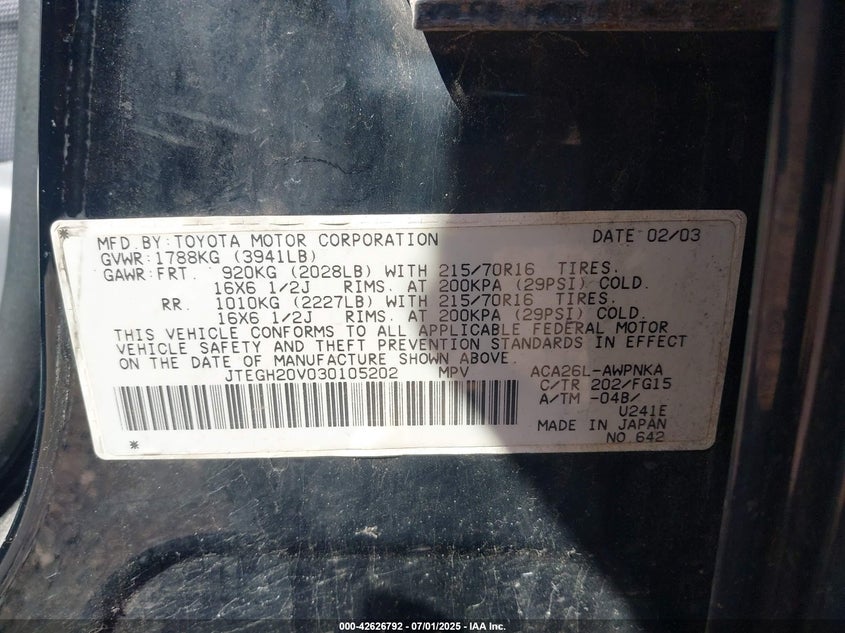 MFD.BY:TOYOTA MOTOR CORPORATION DATE 02/03
GVWR:1788KG (3941LB)
GAWR:FRT. 920KG (2028LB) WITH 215/70R16 TIRES.
16X6 1/2J RIMS. AT 200KPA (29PSI) COLD.
RR. 1010KG (2227LB) WITH 215/70R16 TIRES.
16X6 1/2J RIMS. AT 200KPA (29PSI) COLD.
THIS VEHICLE CONFORMS TO ALL APPLICABLE FEDERAL MOTOR
VEHICLE SAFETY AND THEFT PREVENTION STANDARDS IN EFFECT
ON THE DATE OF MANUFACTURE SHOWN ABOVE.
JTEGH20V030105202 MPV ACA26L-AWPNKA
C/TR 202/FG15
A/TM -04B/
U241E
MADE IN JAPAN
NO.642
000-42626792 - 07/01/2025 - IAA Inc.